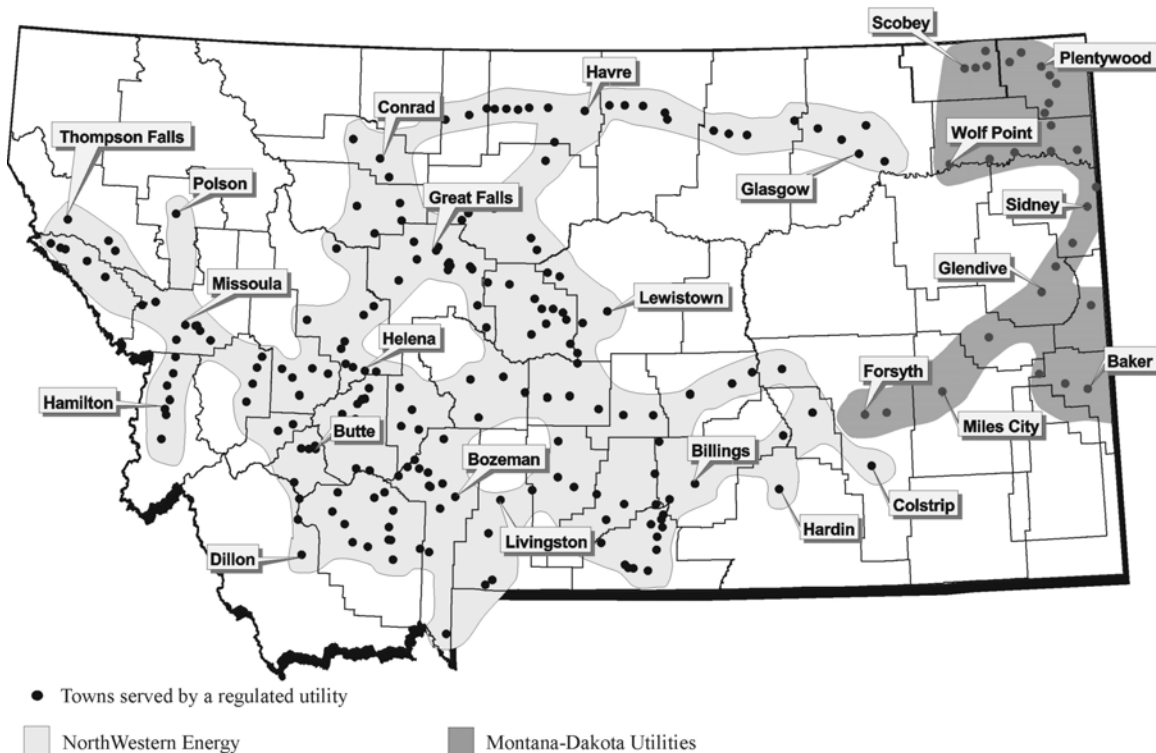 Scobey
Plentywood
Havre
Conrad
Thompson Falls
Wolf Point
Polson
Glasgow
Great Falls
Sidney
Glendive
Missoula
Lewistown
Helena
Forsyth
Baker
Hamilton
Miles City
Butte
Bozeman
Billings
Colstrip
Hardin
Livingston
Dillon
Towns served by a regulated utility
NorthWestern Energy
Montana-Dakota Utilities